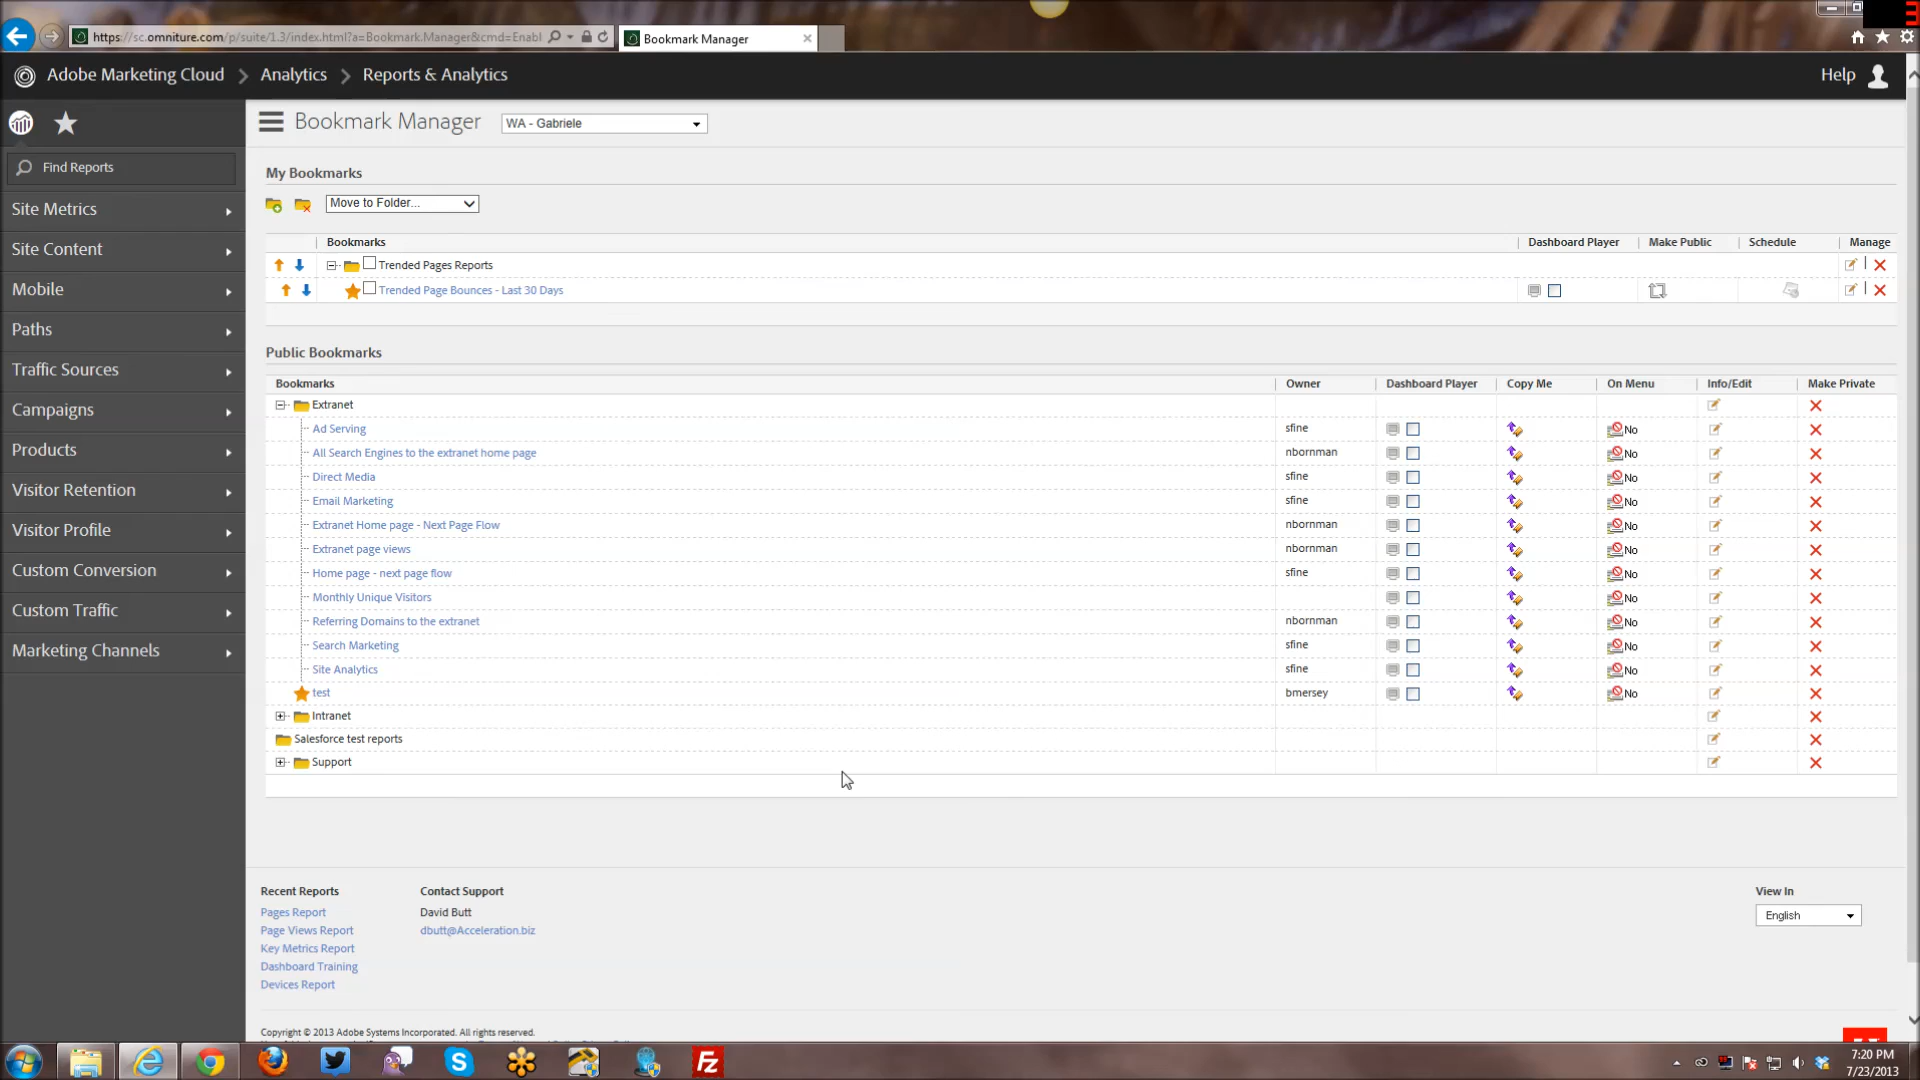 https://sc.omniture.com/p/suite/1.3/index.html?a=Bookmark.Manager&cmd=Enabl
Bookmark Manager
Adobe Marketing Cloud
Analytics
Reports & Analytics
Help
Bookmark Manager
WA - Gabriele
Find Reports
Site Metrics
Site Content
Mobile
Paths
Traffic Sources
Campaigns
Products
Visitor Retention
Visitor Profile
Custom Conversion
Custom Traffic
Marketing Channels
My Bookmarks
Move to Folder...
Bookmarks Dashboard Player Make Public Schedule Manage
Trended Pages Reports
Trended Page Bounces - Last 30 Days
Public Bookmarks
Bookmarks Owner Dashboard Player Copy Me On Menu Info/Edit Make Private
Extranet
Ad Serving sfine No
All Search Engines to the extranet home page nbornman No
Direct Media sfine No
Email Marketing sfine No
Extranet Home page - Next Page Flow nbornman No
Extranet page views nbornman No
Home page - next page flow sfine No
Monthly Unique Visitors No
Referring Domains to the extranet nbornman No
Search Marketing sfine No
Site Analytics sfine No
test bmersey No
Intranet
Salesforce test reports
Support
Recent Reports
Pages Report
Page Views Report
Key Metrics Report
Dashboard Training
Devices Report
Contact Support
David Butt
dbutt@Acceleration.biz
View In
English
Copyright © 2013 Adobe Systems Incorporated. All rights reserved.
7:20 PM
7/23/2013